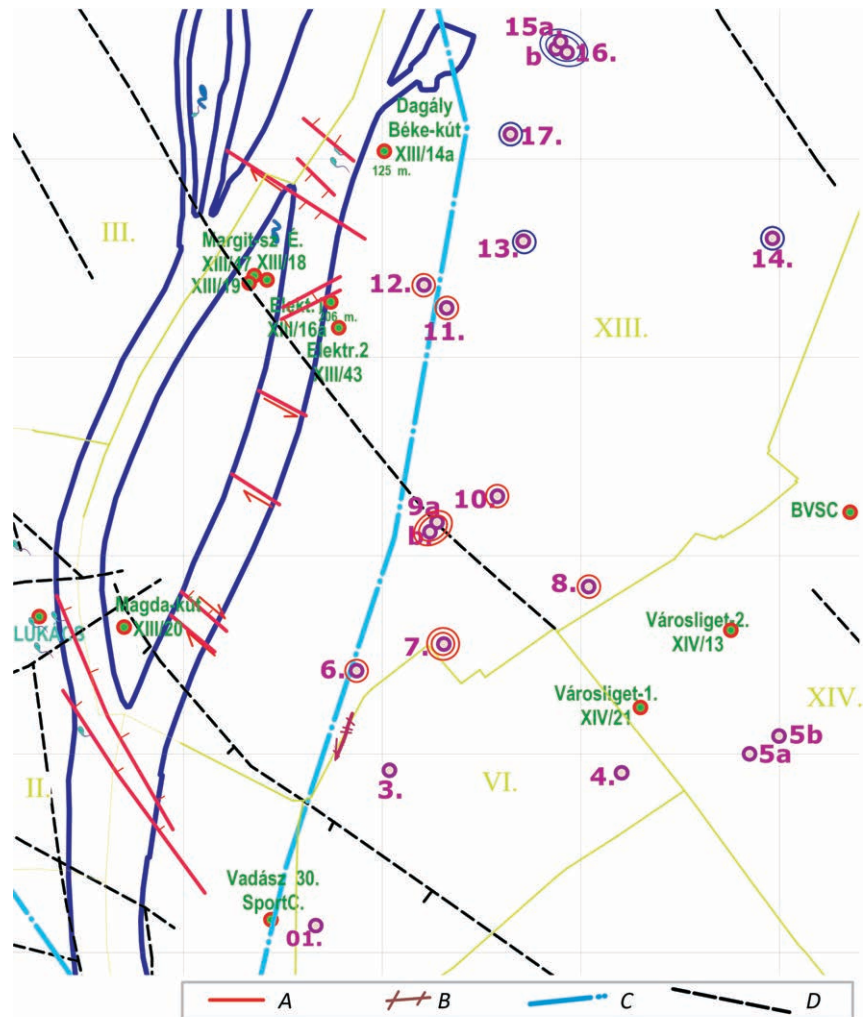 15a.
b
16.
Dagály
Béke-kút
XIII/14a
125 m.
17.
III.
Margit-sz É.
XIII/47 XIII/18
XIII/19
13.
14.
12.
11.
XIII.
XIII/16a
Elektr.2
XIII/43
10.
9a
b.
BVSC
8.
LUKÁCS
Magda-kút
XIII/20
7.
Városliget-2.
XIV/13
6.
Városliget-1.
XIV/21
XIV.
5b
5a
3.
4.
VI.
II.
Vadász 30.
SportC.
01.
A
B
C
D